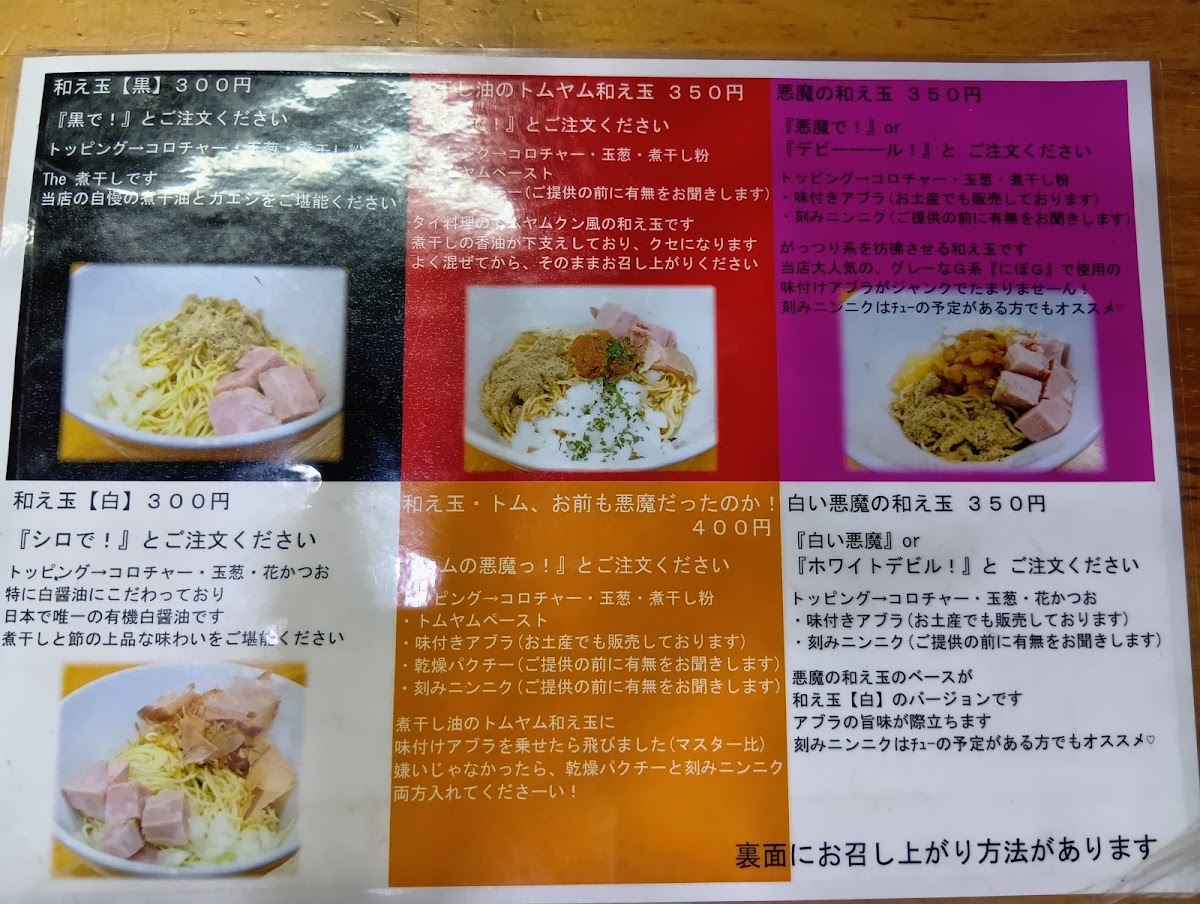 和え玉【黒】３００円
『黒で！』とご注文ください
トッピング→コロチャー・玉葱・煮干し粉
The 煮干しです
当店の自慢の煮干油とカエシをご堪能ください
干し油のトムヤム和え玉 ３５０円
で！』とご注文ください
ング→コロチャー・玉葱・煮干し粉
ヤムペースト
チー(ご提供の前に有無をお聞きします)
タイ料理のトムヤムクン風の和え玉です
煮干しの香油が下支えしており、クセになります
よく混ぜてから、そのままお召し上がりください
悪魔の和え玉 ３５０円
『悪魔で！』or
『デビーーール！』と ご注文ください
トッピング→コロチャー・玉葱・煮干し粉
・味付きアブラ(お土産でも販売しております)
・刻みニンニク(ご提供の前に有無をお聞きします)
がっつり系を彷彿させる和え玉です
当店大人気の、グレーなＧ系『にぼＧ』で使用の
味付けアブラがジャンクでたまりませーん！
刻みニンニクはﾁｭｰの予定がある方でもオススメ♡
和え玉【白】３００円
『シロで！』とご注文ください
トッピング→コロチャー・玉葱・花かつお
特に白醤油にこだわっており
日本で唯一の有機白醤油です
煮干しと節の上品な味わいをご堪能ください
和え玉・トム、お前も悪魔だったのか！
４００円
ムの悪魔っ！』とご注文ください
ピング→コロチャー・玉葱・煮干し粉
・トムヤムペースト
・味付きアブラ(お土産でも販売しております)
・乾燥パクチー(ご提供の前に有無をお聞きします)
・刻みニンニク(ご提供の前に有無をお聞きします)
煮干し油のトムヤム和え玉に
味付けアブラを乗せたら飛びました(マスター比)
嫌いじゃなかったら、乾燥パクチーと刻みニンニク
両方入れてくださーい！
白い悪魔の和え玉 ３５０円
『白い悪魔』or
『ホワイトデビル！』と ご注文ください
トッピング→コロチャー・玉葱・花かつお
・味付きアブラ(お土産でも販売しております)
・刻みニンニク(ご提供の前に有無をお聞きします)
悪魔の和え玉のベースが
和え玉【白】のバージョンです
アブラの旨味が際立ちます
刻みニンニクはﾁｭｰの予定がある方でもオススメ♡
裏面にお召し上がり方法があります